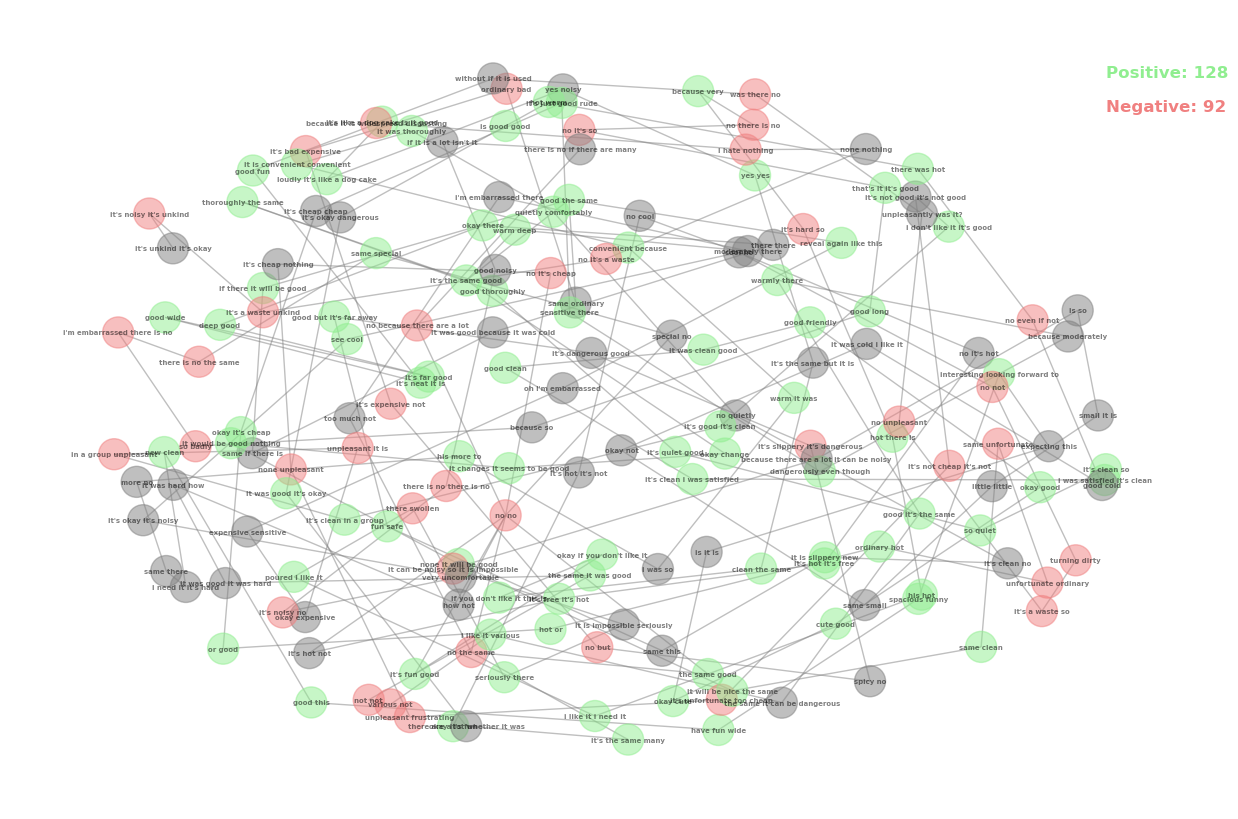 Positive: 128
Negative: 92
without if it is used
ordinary bad
yes noisy
because very
was there no
is good good
it was thoroughly
no it's so
no there is no
if it is a lot isn't it
there is no if there are many
i hate nothing
none nothing
it's bad expensive
it is convenient convenient
good fun
loudly it's like a dog cake
yes yes
there was hot
that's it it's good
it's not good it's not good
thoroughly the same
i'm embarrassed there
good the same
quietly comfortably
it's noisy it's unkind
it's cheap cheap
it's okay dangerous
no cool
unpleasantly was it?
okay there
warm deep
it's hard so
i don't like it it's good
it's unkind it's okay
same special
convenient because
no it's a waste
there there
reveal again like this
it's cheap nothing
good noisy
no it's cheap
it's the same good
warmly there
if there it will be good
good thoroughly
same ordinary
sensitive there
it's a waste unkind
good wide
deep good
good but it's far away
good long
is so
i'm embarrassed there is no
no because there are a lot
it was good because it was cold
good friendly
no even if not
see cool
special no
because moderately
it was cold i like it
it's dangerous good
it was clean good
no it's hot
there is no the same
good clean
it's the same but it is
it's far good
it's neat it is
interesting looking forward to
oh i'm embarrassed
no not
it's expensive not
warm it was
too much not
no quietly
small it is
because so
it's good it's clean
no unpleasant
okay it's cheap
hot there is
it would be good nothing
so badly
same if there is
unpleasant it is
okay not
it's quiet good
okay change
it's slippery it's dangerous
same unfortunate
expecting this
in a group unpleasant
new clean
his more to
because there are a lot it can be noisy
it's not cheap it's not
none unpleasant
it changes it seems to be good
it's not it's not
dangerously even though
it's clean so
more no
it was hard how
it's clean i was satisfied
i was satisfied it's clean
good cold
there is no there is no
little little
okay good
it was good it's okay
there swollen
it's okay it's noisy
it's clean in a group
fun safe
no no
good it's the same
expensive sensitive
so quiet
ordinary hot
okay if you don't like it
is it is
it is slippery new
it's hot it's free
turning dirty
none it will be good
it can be noisy so it is impossible
very uncomfortable
same there
the same it was good
i was so
clean the same
it's clean no
poured i like it
it was good it was hard
i need it it's hard
unfortunate ordinary
if you don't like it this is
it's free it's hot
his hot
spacious funny
how not
same small
it's noisy no
okay expensive
it's a waste so
cute good
it is impossible seriously
hot or
i like it various
or good
it's hot not
no the same
no but
same this
same clean
it's fun good
seriously there
the same good
spicy no
it will be nice the same
not not
various not
good this
okay cute
it's unfortunate too cheap
the same it can be dangerous
unpleasant frustrating
i like it i need it
have fun wide
it's the same many